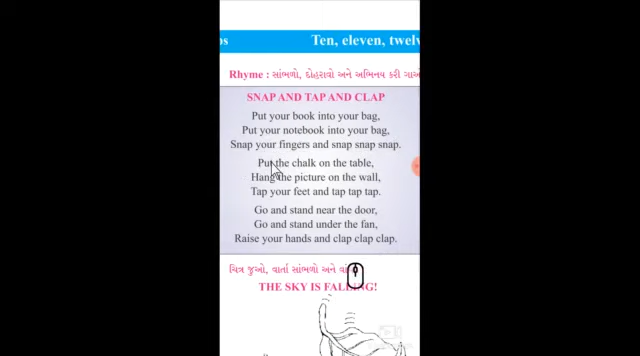 Ten, eleven, twelv
Rhyme : સાંભળો, દોહરાવો અને અભિનય કરી ગાઓ
SNAP AND TAP AND CLAP
Put your book into your bag,
Put your notebook into your bag,
Snap your fingers and snap snap snap.
Put the chalk on the table,
Hang the picture on the wall,
Tap your feet and tap tap tap.
Go and stand near the door,
Go and stand under the fan,
Raise your hands and clap clap clap.
ચિત્ર જુઓ, વાર્તા સાંભળો અને
THE SKY IS FALLING!